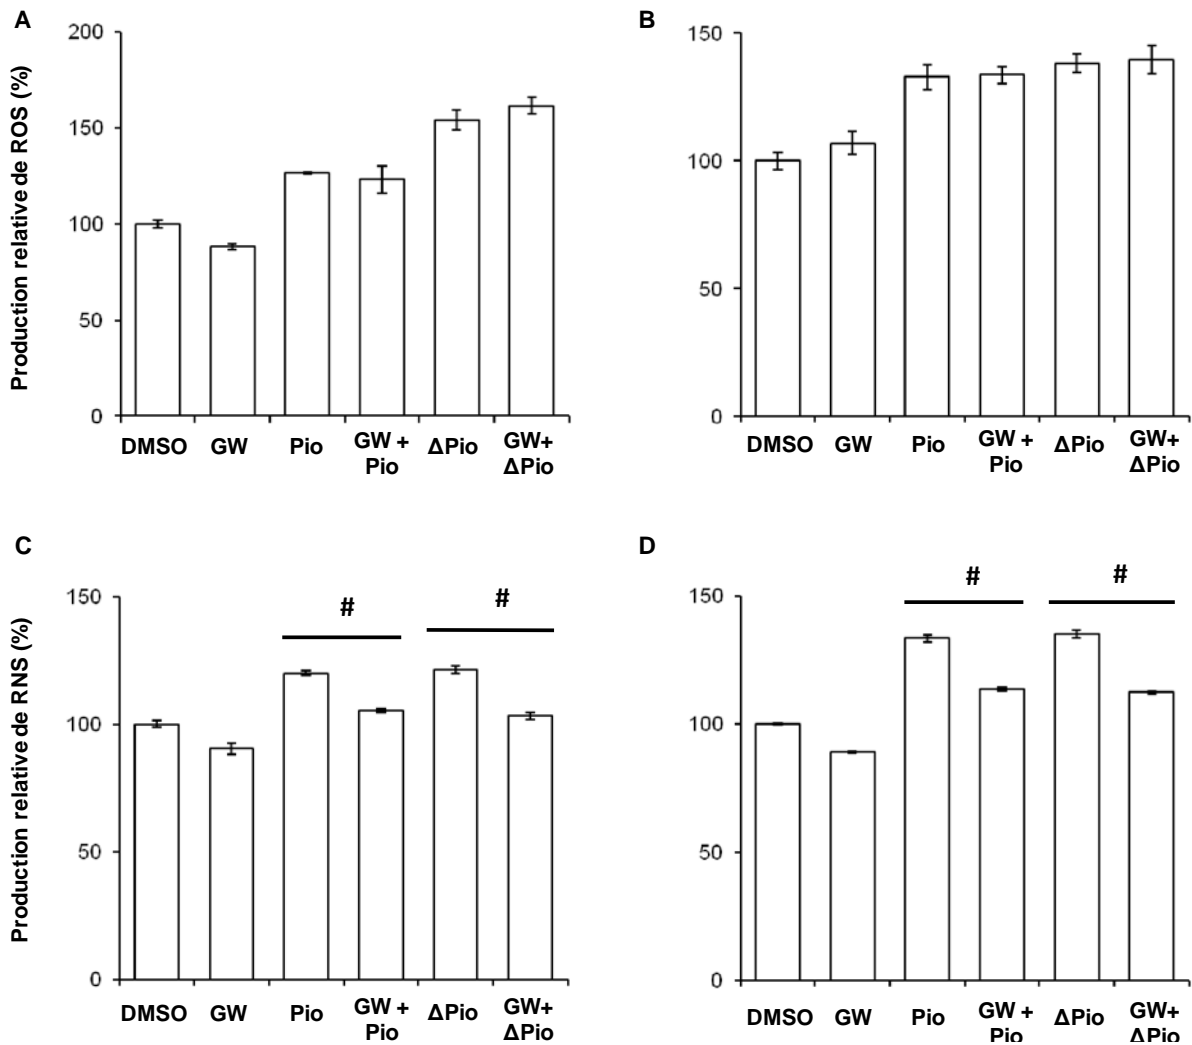 A
Production relative de ROS (%)
200
150
100
50
0
DMSO
GW
Pio
GW +
Pio
ΔPio
GW+
ΔPio
B
150
100
50
0
DMSO
GW
Pio
GW +
Pio
ΔPio
GW+
ΔPio
C
Production relative de RNS (%)
150
100
50
0
#
#
DMSO
GW
Pio
GW +
Pio
ΔPio
GW+
ΔPio
D
150
100
50
0
#
#
DMSO
GW
Pio
GW +
Pio
ΔPio
GW+
ΔPio